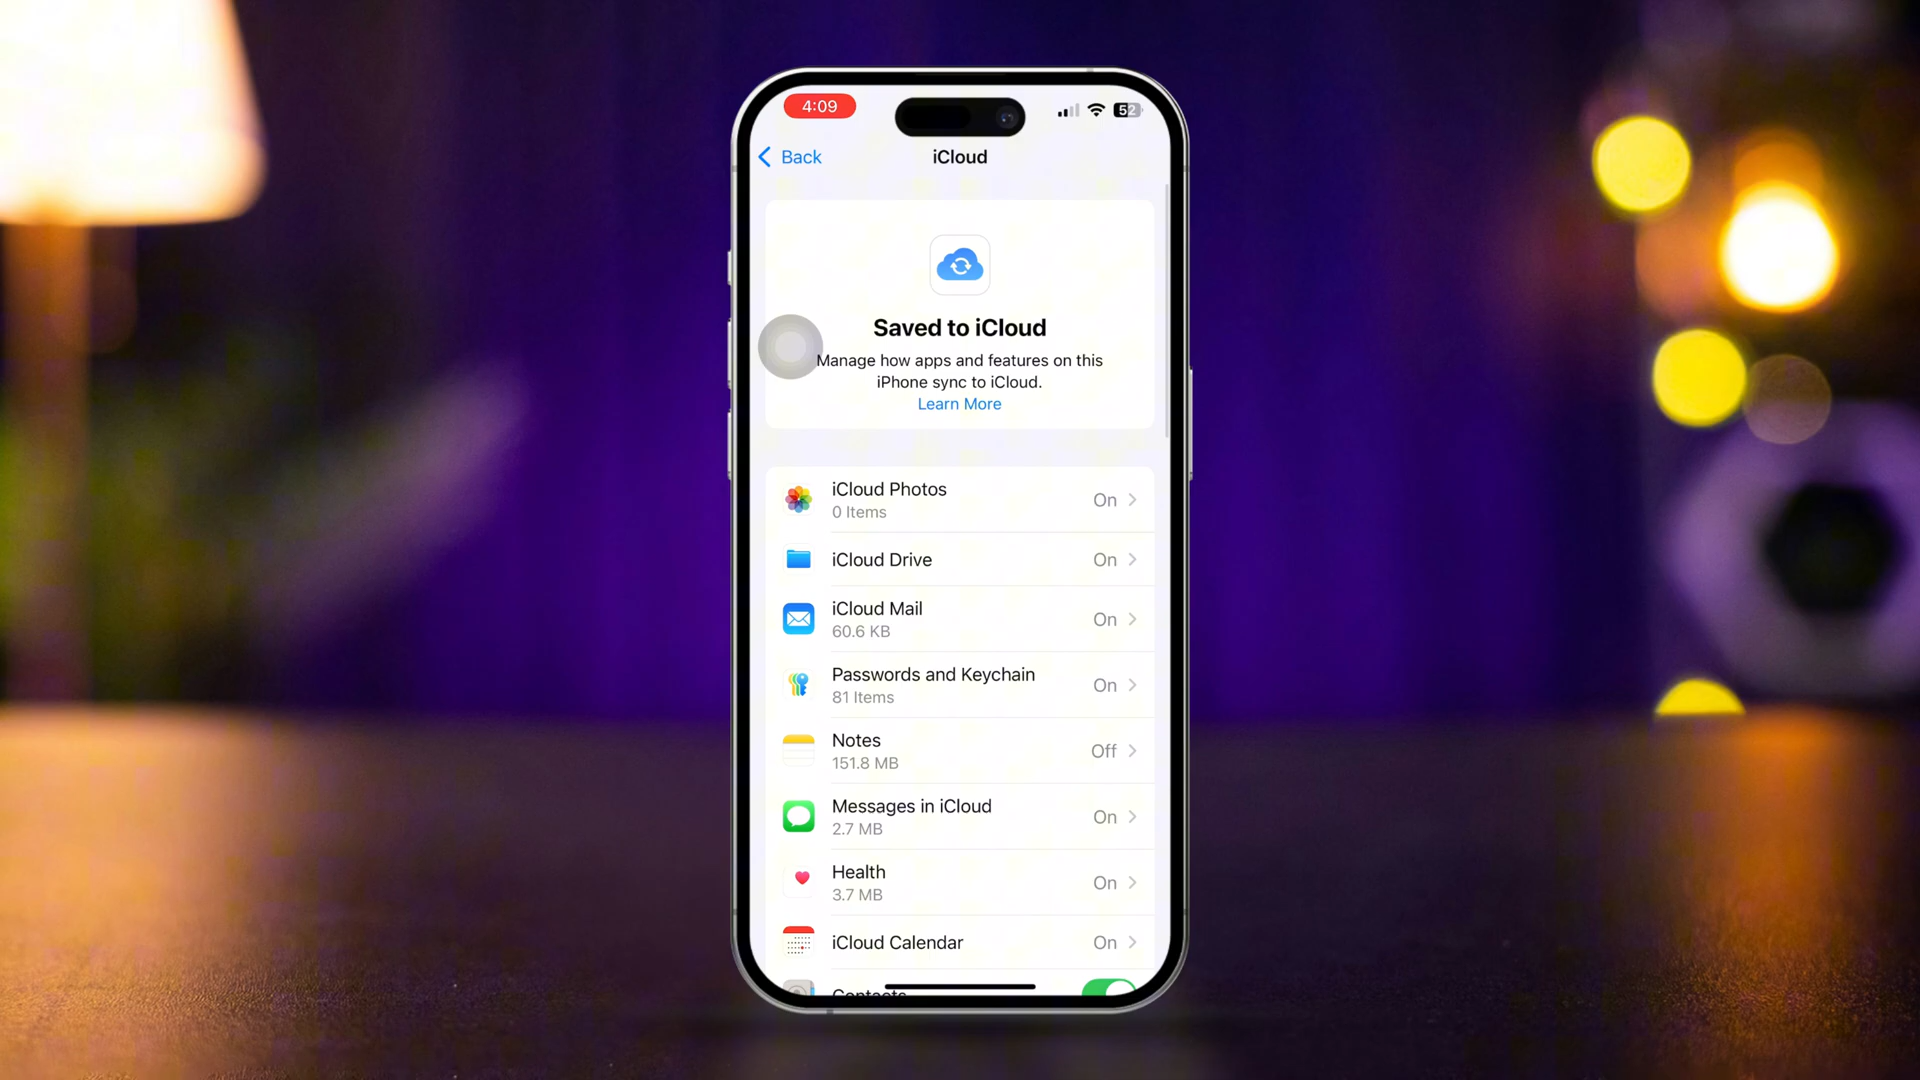 4:09
52
Back
iCloud
Saved to iCloud
Manage how apps and features on this
iPhone sync to iCloud.
Learn More
iCloud Photos
0 Items
On
iCloud Drive
On
iCloud Mail
60.6 KB
On
Passwords and Keychain
81 Items
On
Notes
151.8 MB
Off
Messages in iCloud
2.7 MB
On
Health
3.7 MB
On
iCloud Calendar
On
Contacts